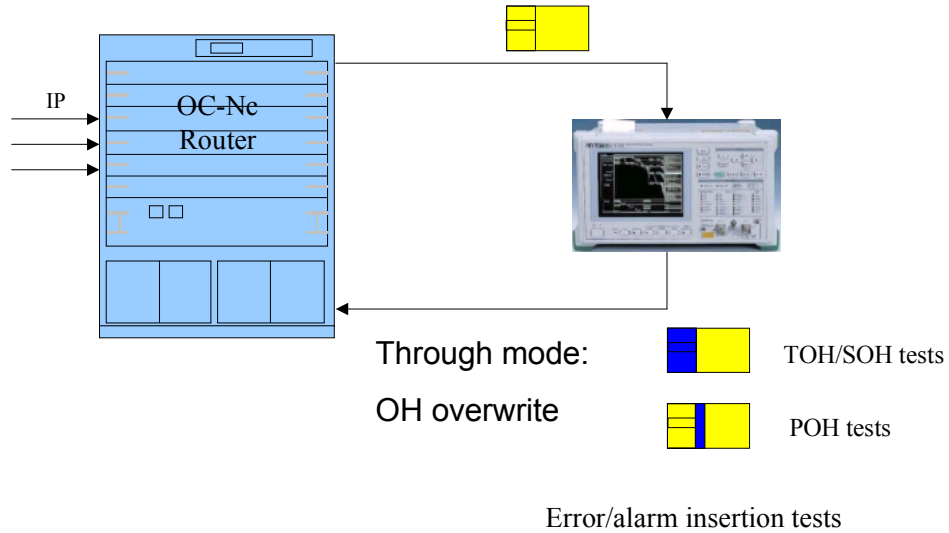 IP
OC-Nc
Router
Through mode:
OH overwrite
TOH/SOH tests
POH tests
Error/alarm insertion tests